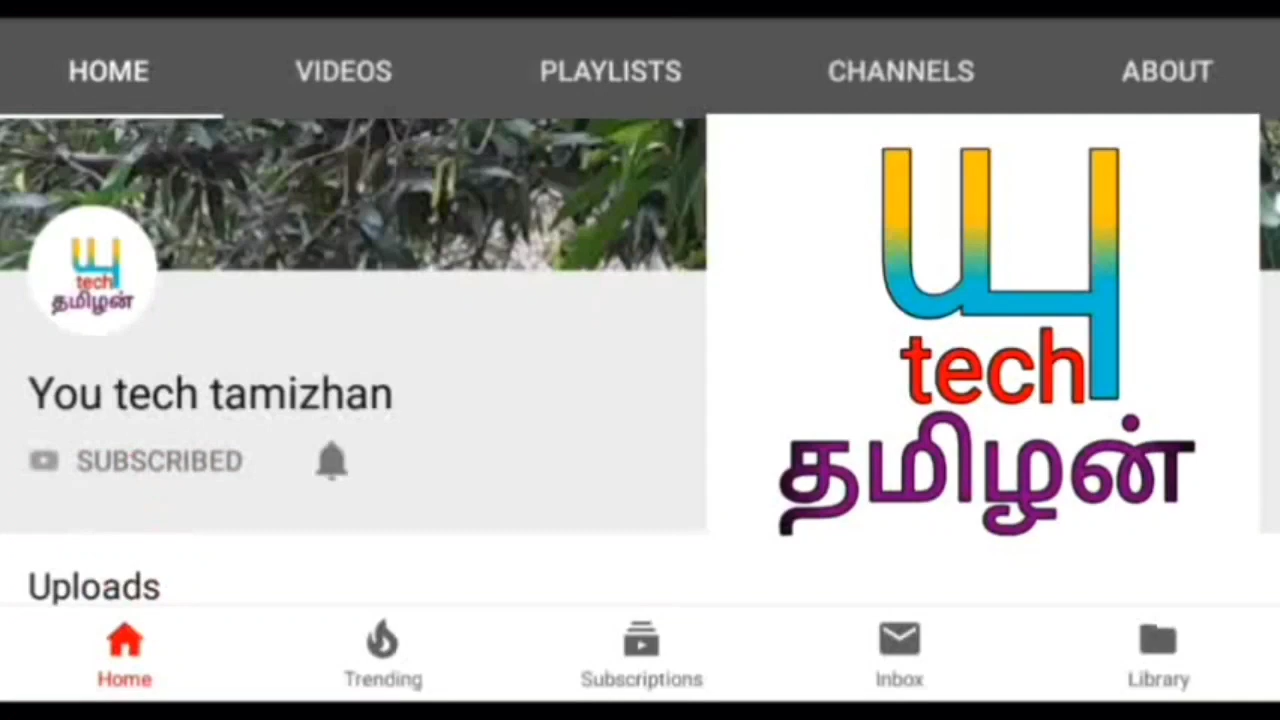 HOME VIDEOS PLAYLISTS CHANNELS ABOUT
யு
tech
தமிழன்
You tech tamizhan
SUBSCRIBED
யு
tech
தமிழன்
Uploads
Home Trending Subscriptions Inbox Library